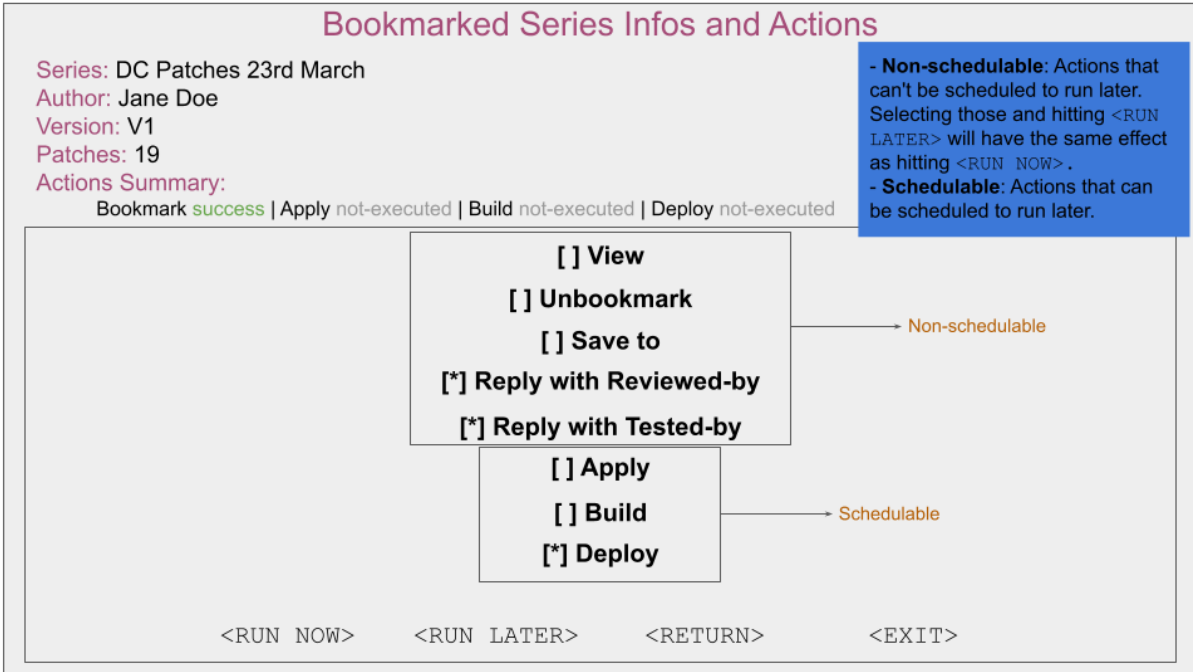 Bookmarked Series Infos and Actions
Series: DC Patches 23rd March
Author: Jane Doe
Version: V1
Patches: 19
Actions Summary:
Bookmark success | Apply not-executed | Build not-executed | Deploy not-executed
- Non-schedulable: Actions that
can't be scheduled to run later.
Selecting those and hitting <RUN
LATER> will have the same effect
as hitting <RUN NOW>.
- Schedulable: Actions that can
be scheduled to run later.
[ ] View
[ ] Unbookmark
[ ] Save to
[*] Reply with Reviewed-by
[*] Reply with Tested-by
Non-schedulable
[ ] Apply
[ ] Build
[*] Deploy
Schedulable
<RUN NOW> <RUN LATER> <RETURN> <EXIT>